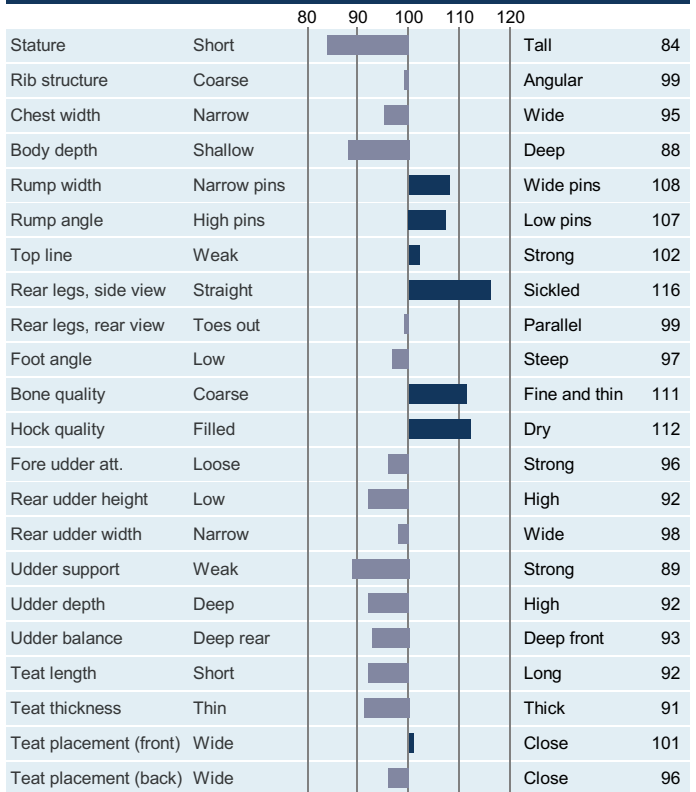 80 90 100 110 120
Stature Short Tall 84
Rib structure Coarse Angular 99
Chest width Narrow Wide 95
Body depth Shallow Deep 88
Rump width Narrow pins Wide pins 108
Rump angle High pins Low pins 107
Top line Weak Strong 102
Rear legs, side view Straight Sickled 116
Rear legs, rear view Toes out Parallel 99
Foot angle Low Steep 97
Bone quality Coarse Fine and thin 111
Hock quality Filled Dry 112
Fore udder att. Loose Strong 96
Rear udder height Low High 92
Rear udder width Narrow Wide 98
Udder support Weak Strong 89
Udder depth Deep High 92
Udder balance Deep rear Deep front 93
Teat length Short Long 92
Teat thickness Thin Thick 91
Teat placement (front) Wide Close 101
Teat placement (back) Wide Close 96